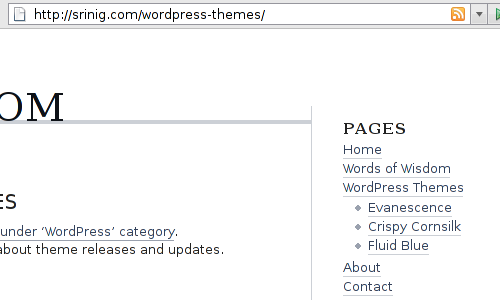 http://srinig.com/wordpress-themes/
OM
PAGES
Home
Words of Wisdom
WordPress Themes
Evanescence
Crispy Cornsilk
Fluid Blue
About
Contact
ES
under ‘WordPress’ category.
about theme releases and updates.